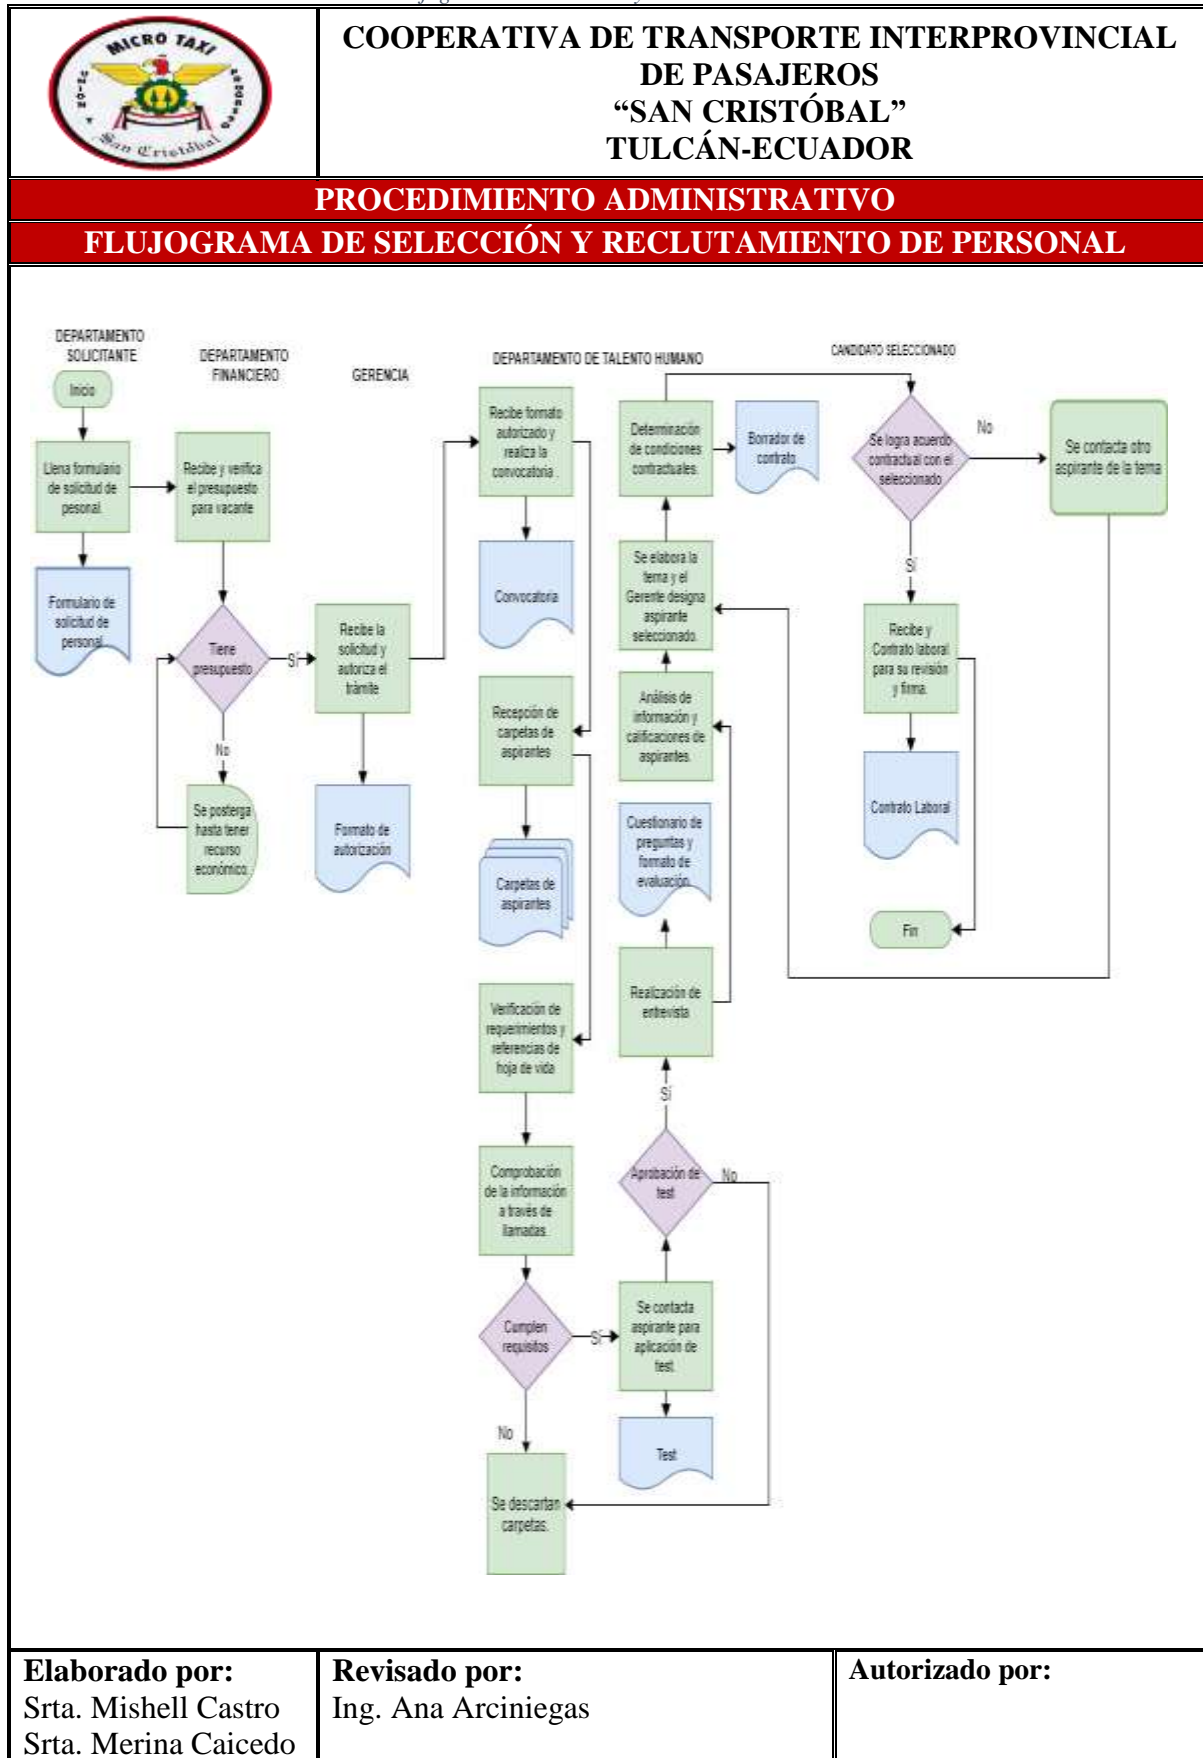 MICRO TAXI
San Cristóbal
COOPERATIVA DE TRANSPORTE INTERPROVINCIAL
DE PASAJEROS
“SAN CRISTÓBAL”
TULCÁN-ECUADOR
PROCEDIMIENTO ADMINISTRATIVO
FLUJOGRAMA DE SELECCIÓN Y RECLUTAMIENTO DE PERSONAL
DEPARTAMENTO
SOLICITANTE
DEPARTAMENTO
FINANCIERO
GERENCIA
DEPARTAMENTO DE TALENTO HUMANO
CANDIDATO SELECCIONADO
Inicio
Llena formulario
de solicitud de
pesonal.
Formulario de
solicitud de
personal.
Recibe y verifica
el presupuesto
para vacante
Tiene
presupuesto
Sí
No
Se posterga
hasta tener
recurso
económico.
Recibe la
solicitud y
autoriza el
trámite
Formato de
autorización
Recibe formato
autorizado y
realiza la
convocatoria .
Convocatoria
Recepción de
carpetas de
aspirantes
Carpetas de
aspirantes
Verificación de
requerimientos y
referencias de
hoja de vida
Comprobación
de la información
a través de
llamadas.
Cumplen
requisitos
Sí
No
Se descartan
carpetas.
Se contacta
aspirante para
aplicación de
test.
Test
Aprobación de
test
No
Sí
Realización de
entrevista
Cuestionario de
preguntas y
formato de
evaluación.
Análisis de
información y
calificaciones de
aspirantes.
Se elabora la
terna y el
Gerente designa
aspirante
seleccionado.
Determinación
de condiciones
contractuales.
Borrador de
contrato
Se logra acuerdo
contractual con el
seleccionado
No
Se contacta otro
aspirante de la terna
Sí
Recibe y
Contrato laboral
para su revisión
y firma.
Contrato Laboral
Fin
Elaborado por:
Srta. Mishell Castro
Srta. Merina Caicedo
Revisado por:
Ing. Ana Arciniegas
Autorizado por: